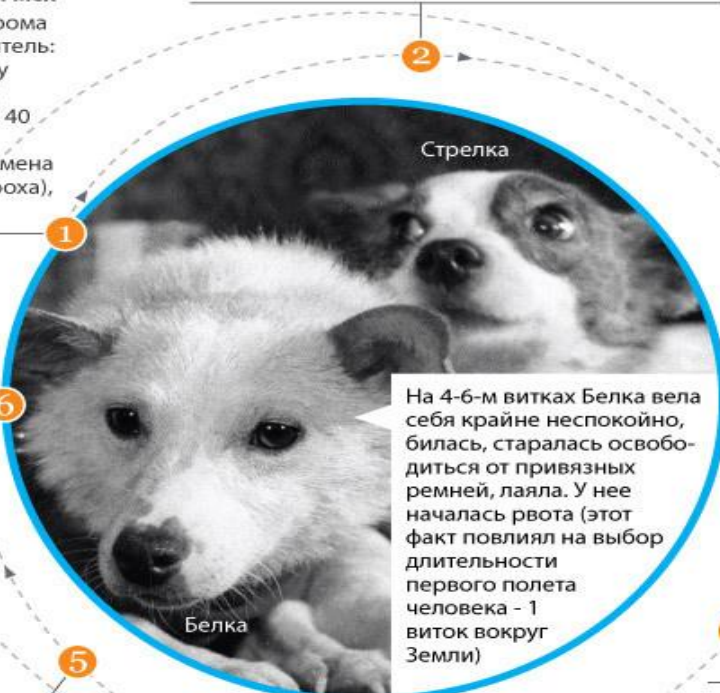 40
2
Стрелка
1
6
На 4-6-м витках Белка вела
себя крайне неспокойно,
билась, старалась освобо-
диться от привязных
ремней, лаяла. У нее
началась рвота (этот
факт повлиял на выбор
длительности
первого полета
человека - 1
виток вокруг
Земли)
Белка
5